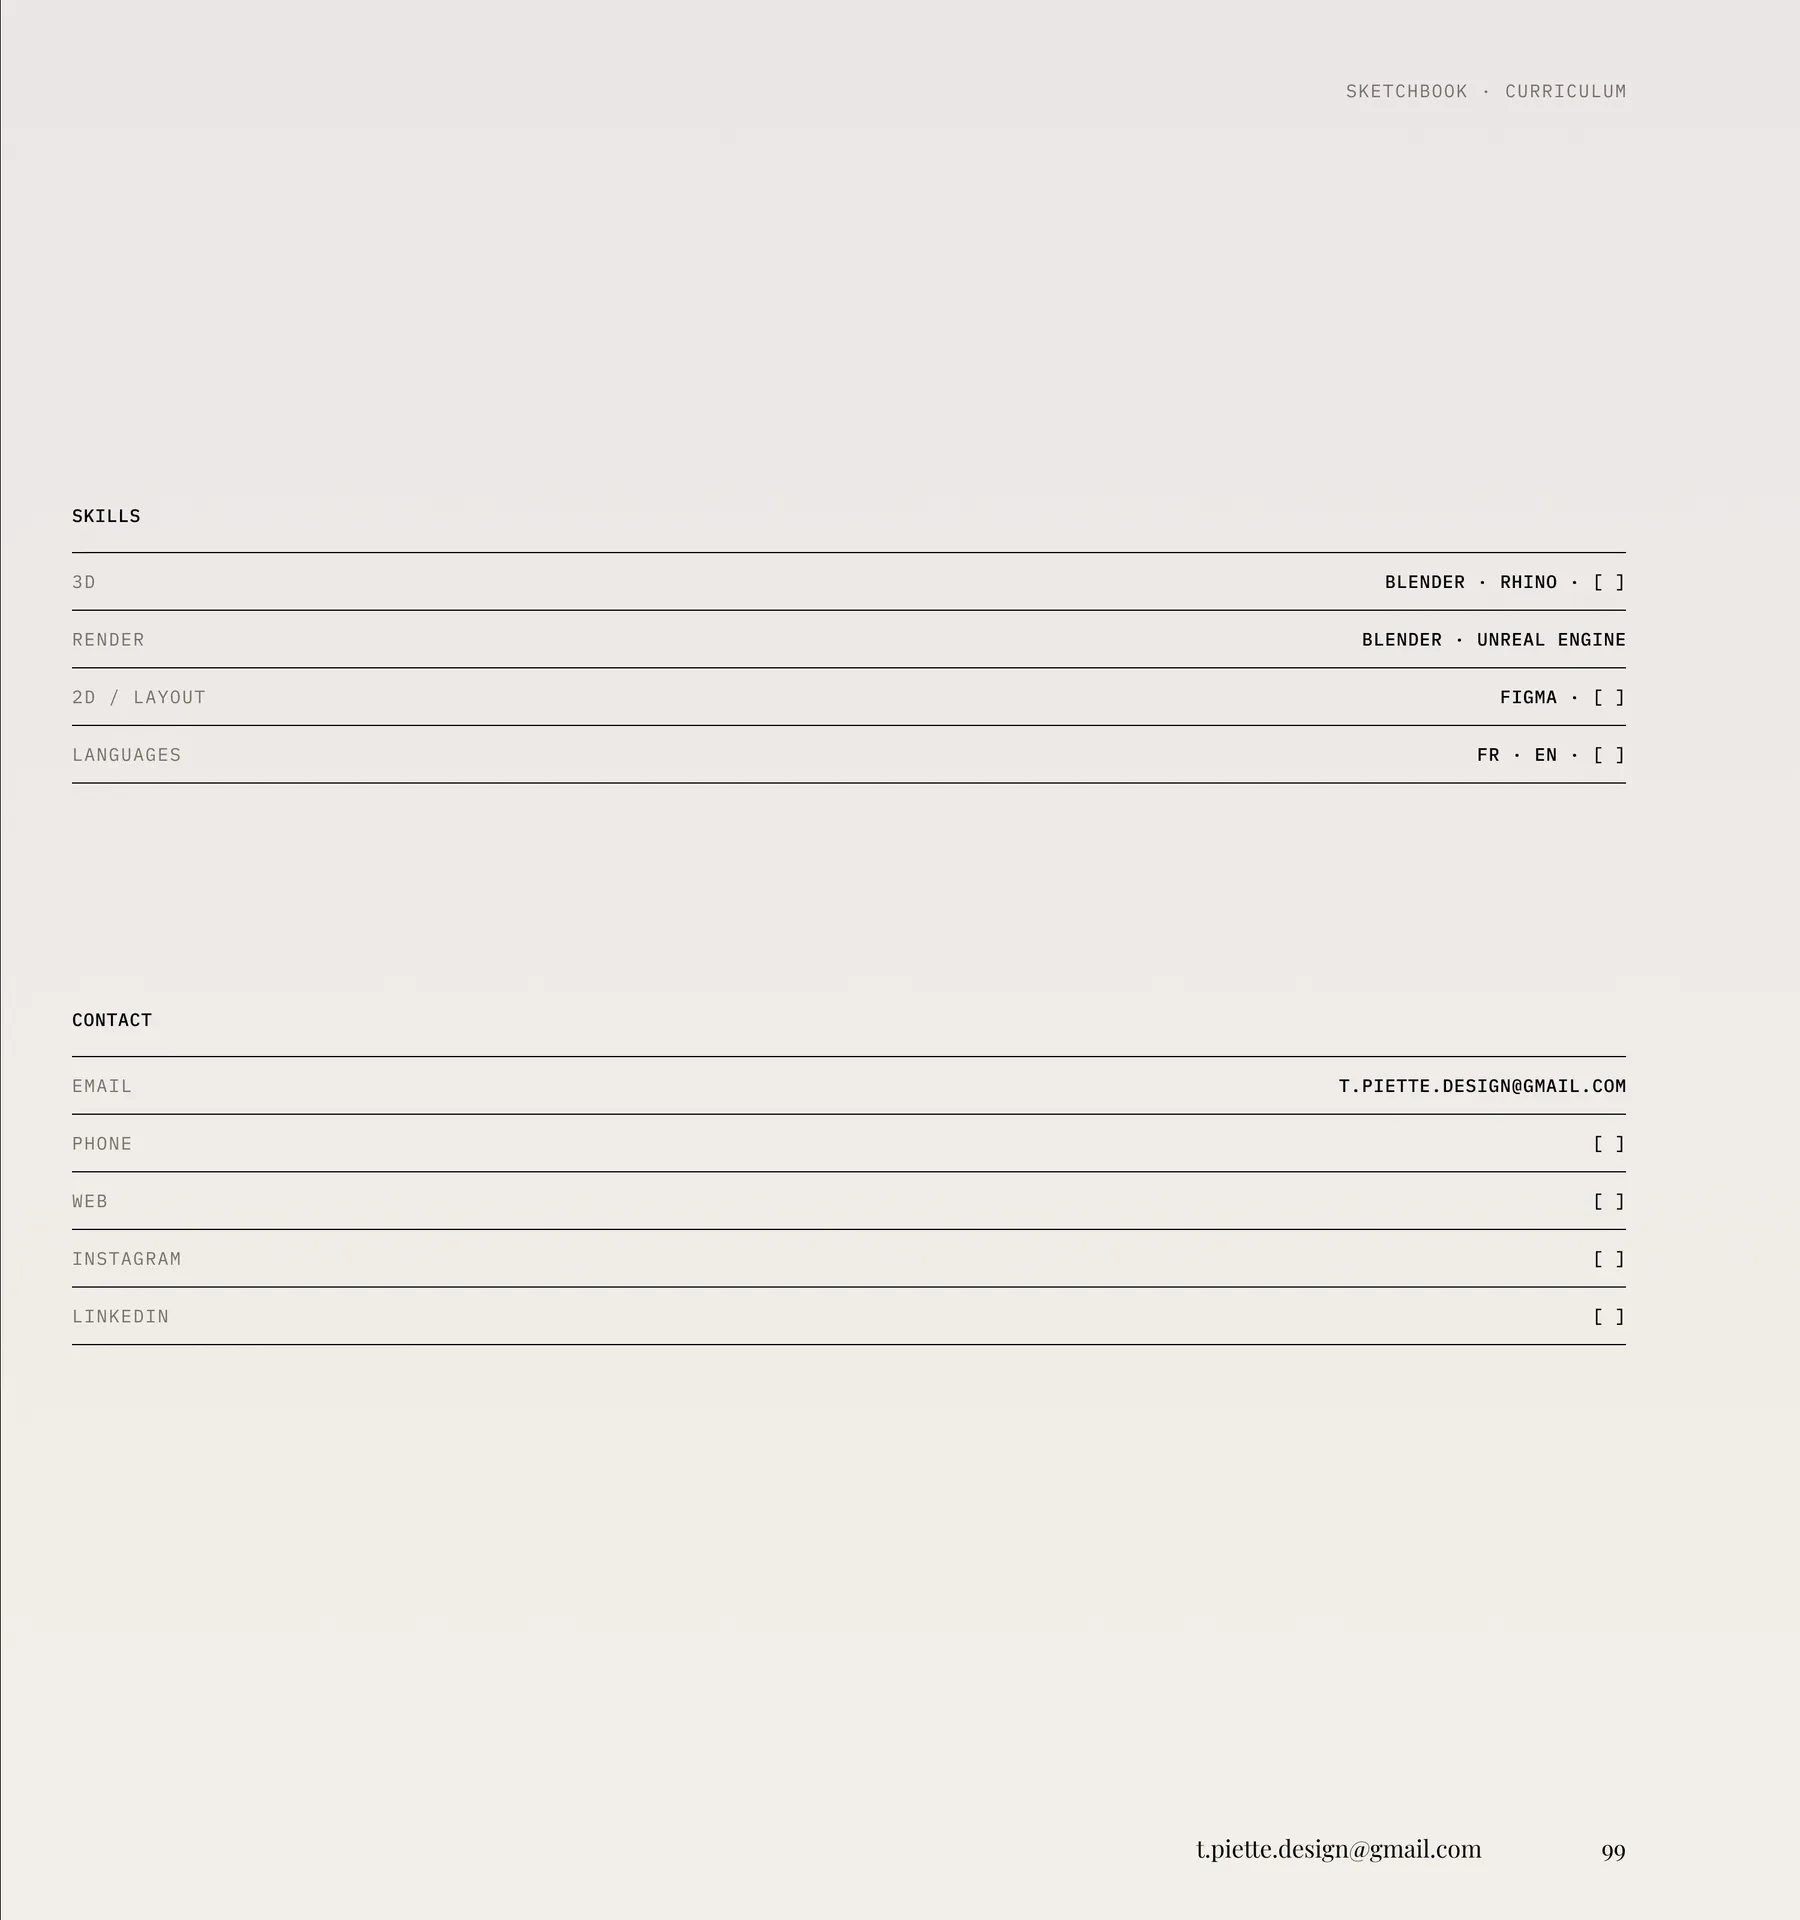 SKETCHBOOK · CURRICULUM
SKILLS
3D BLENDER · RHINO · [ ]
RENDER BLENDER · UNREAL ENGINE
2D / LAYOUT FIGMA · [ ]
LANGUAGES FR · EN · [ ]
CONTACT
EMAIL T.PIETTE.DESIGN@GMAIL.COM
PHONE [ ]
WEB [ ]
INSTAGRAM [ ]
LINKEDIN [ ]
t.piette.design@gmail.com 99